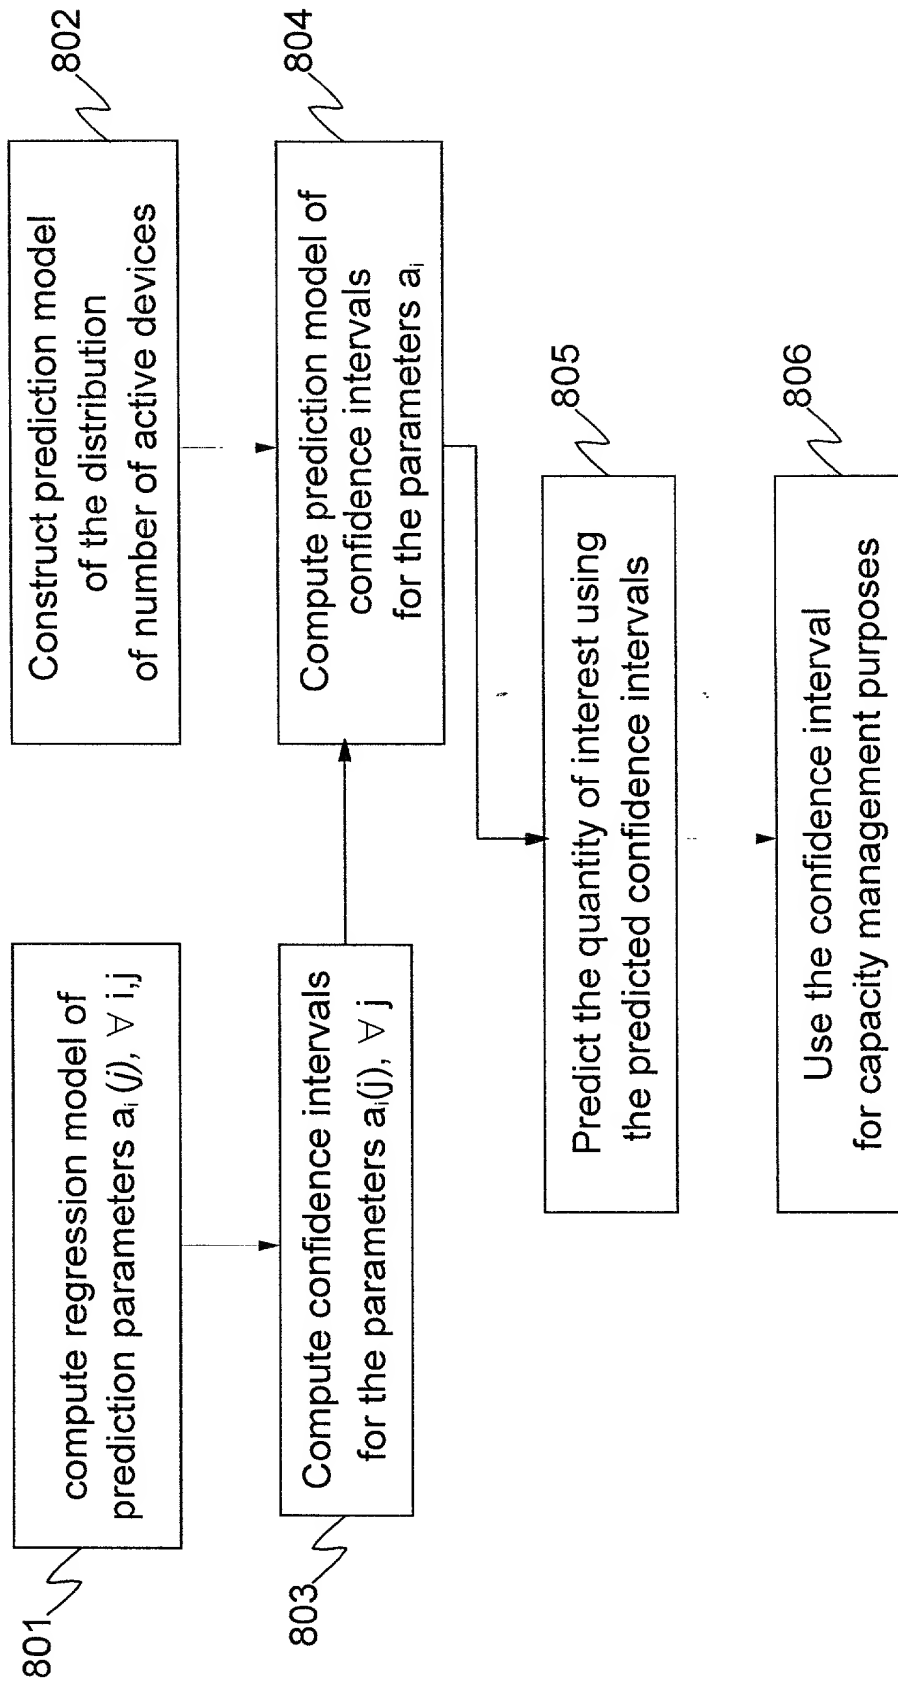 801
compute regression model of
prediction parameters aᵢ (j), ∀ i,j
802
Construct prediction model
of the distribution
of number of active devices
803
Compute confidence intervals
for the parameters aᵢ(j), ∀ j
804
Compute prediction model of
confidence intervals
for the parameters aᵢ
805
Predict the quantity of interest using
the predicted confidence intervals
806
Use the confidence interval
for capacity management purposes